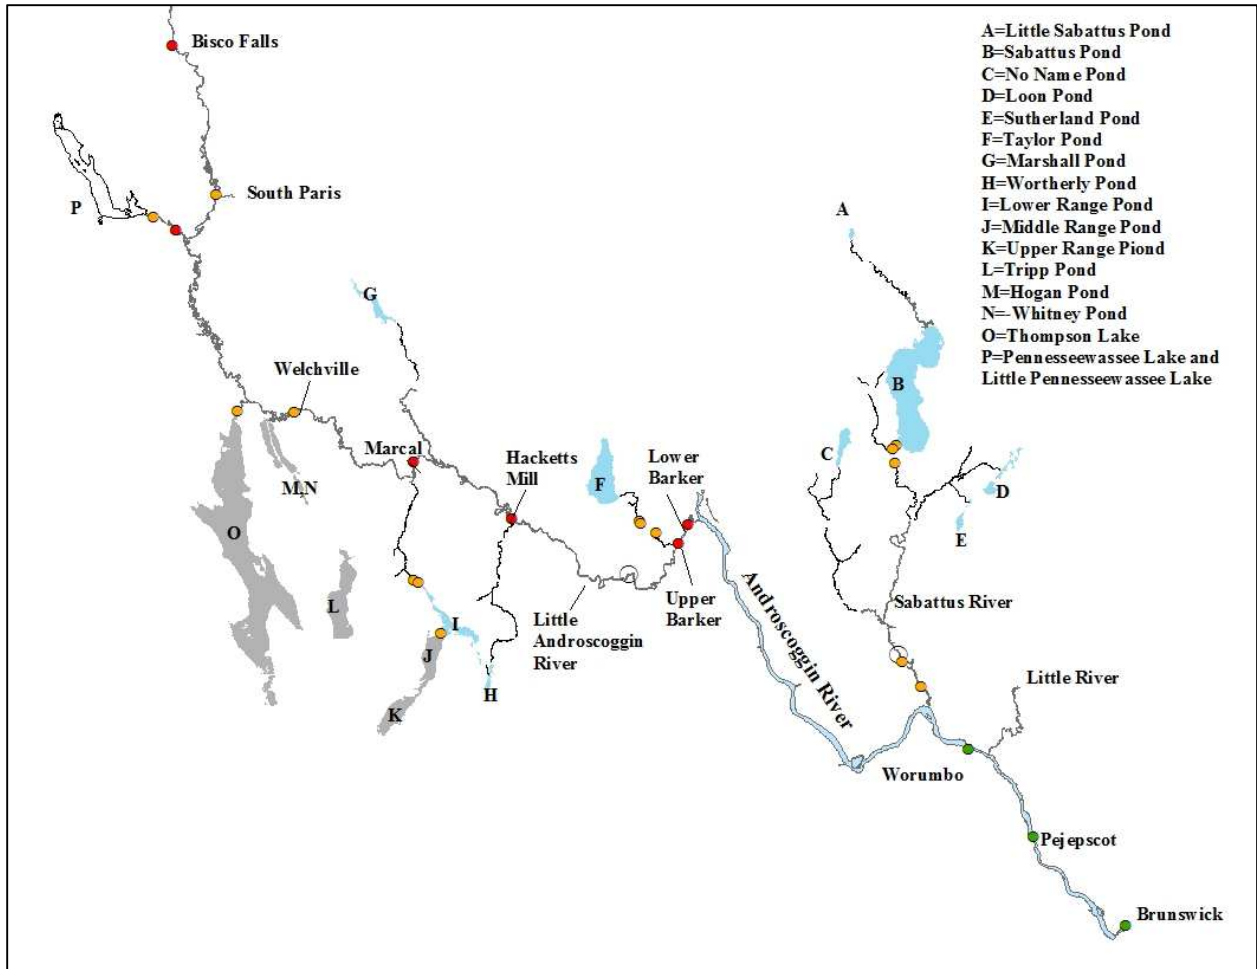 Bisco Falls
South Paris
P
A
G
Welchville
B
Marcal
Hacketts
Mill
Lower
Barker
C
F
M,N
D
O
E
Androscoggin River
Upper
Barker
Sabattus River
L
I
Little
Androscoggin
River
J
H
K
Little River
Worumbo
Pejepscot
Brunswick
A=Little Sabattus Pond
B=Sabattus Pond
C=No Name Pond
D=Loon Pond
E=Sutherland Pond
F=Taylor Pond
G=Marshall Pond
H=Wortherly Pond
I=Lower Range Pond
J=Middle Range Pond
K=Upper Range Piond
L=Tripp Pond
M=Hogan Pond
N=-Whitney Pond
O=Thompson Lake
P=Pennesseewassee Lake and
Little Pennesseewassee Lake